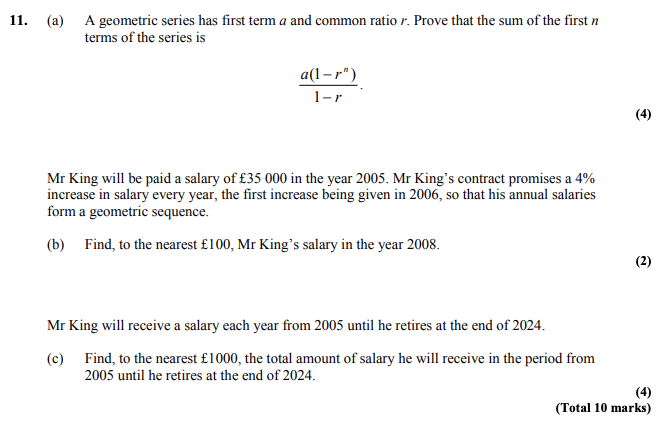 11. (a) A geometric series has first term a and common ratio r. Prove that the sum of the first n
terms of the series is
a(1 – rⁿ)
1 – r .
(4)
Mr King will be paid a salary of £35 000 in the year 2005. Mr King’s contract promises a 4%
increase in salary every year, the first increase being given in 2006, so that his annual salaries
form a geometric sequence.
(b) Find, to the nearest £100, Mr King’s salary in the year 2008.
(2)
Mr King will receive a salary each year from 2005 until he retires at the end of 2024.
(c) Find, to the nearest £1000, the total amount of salary he will receive in the period from
2005 until he retires at the end of 2024.
(4)
(Total 10 marks)